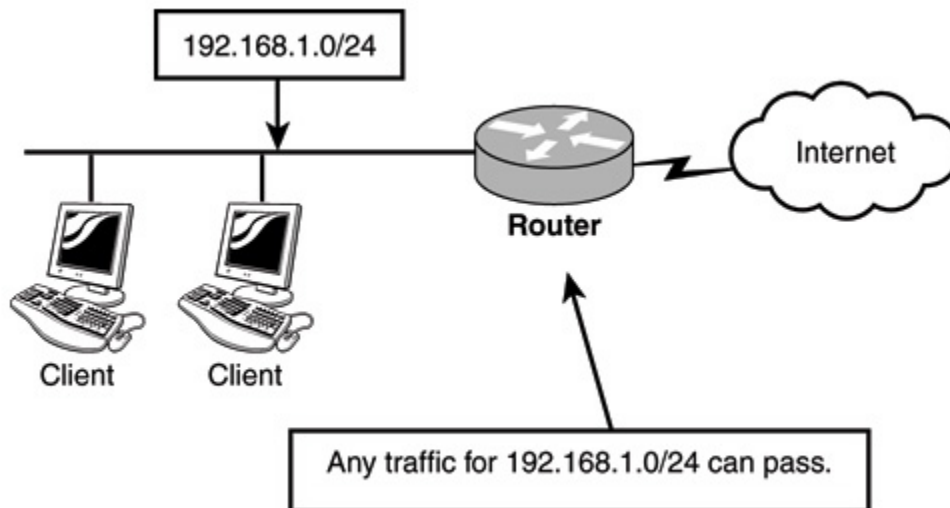 192.168.1.0/24
Internet
Router
Client
Client
Any traffic for 192.168.1.0/24 can pass.